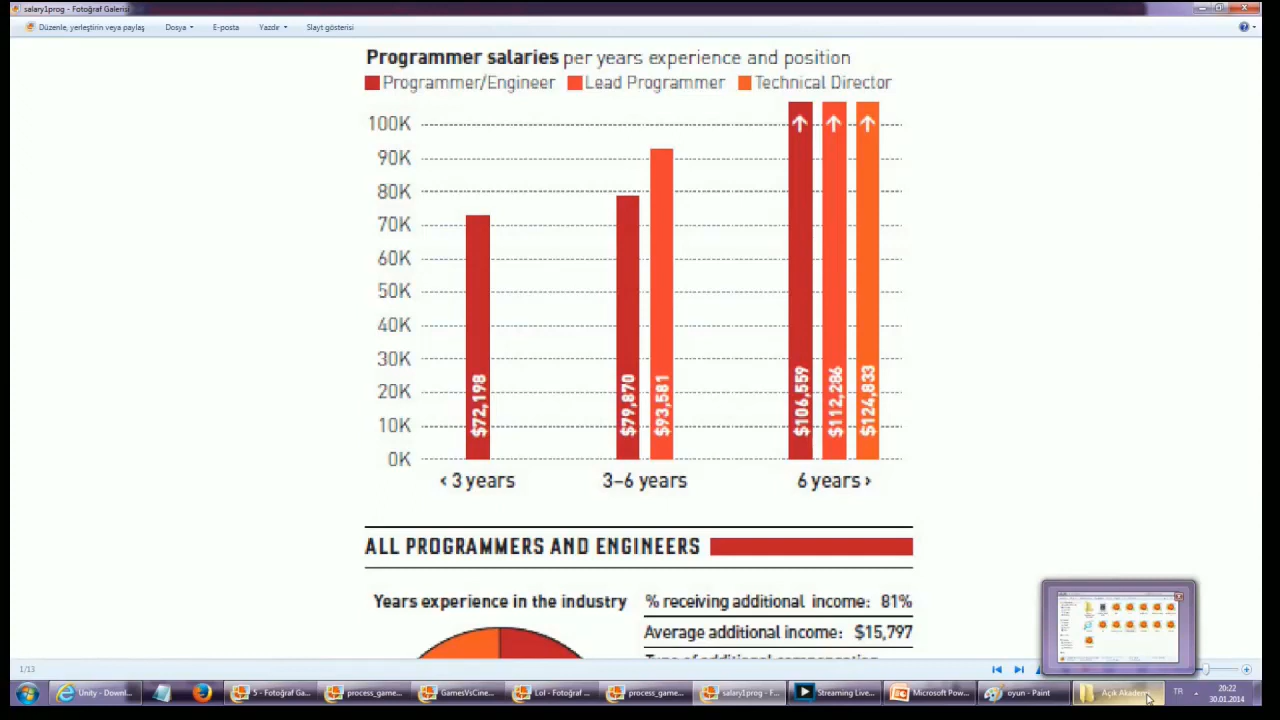 salary1prog - Fotoğraf Galerisi
Düzenle, yerleştirin veya paylaş Dosya E-posta Yazdır Slayt gösterisi
Programmer salaries per years experience and position
Programmer/Engineer Lead Programmer Technical Director
100K
90K
80K
70K
60K
50K
40K
30K
20K
10K
0K
$72,198
$79,870
$93,581
$106,559
$112,286
$124,833
< 3 years 3–6 years 6 years >
ALL PROGRAMMERS AND ENGINEERS
Years experience in the industry
% receiving additional income: 81%
Average additional income: $15,797
1/13
Unity - Downl... 5 - Fotoğraf Ga... process_game... GamesVsCine... Lol - Fotoğraf ... process_game... salary1prog - F... Streaming Live... Microsoft Pow... oyun - Paint Açık Akadem TR 20:22
30.01.2014